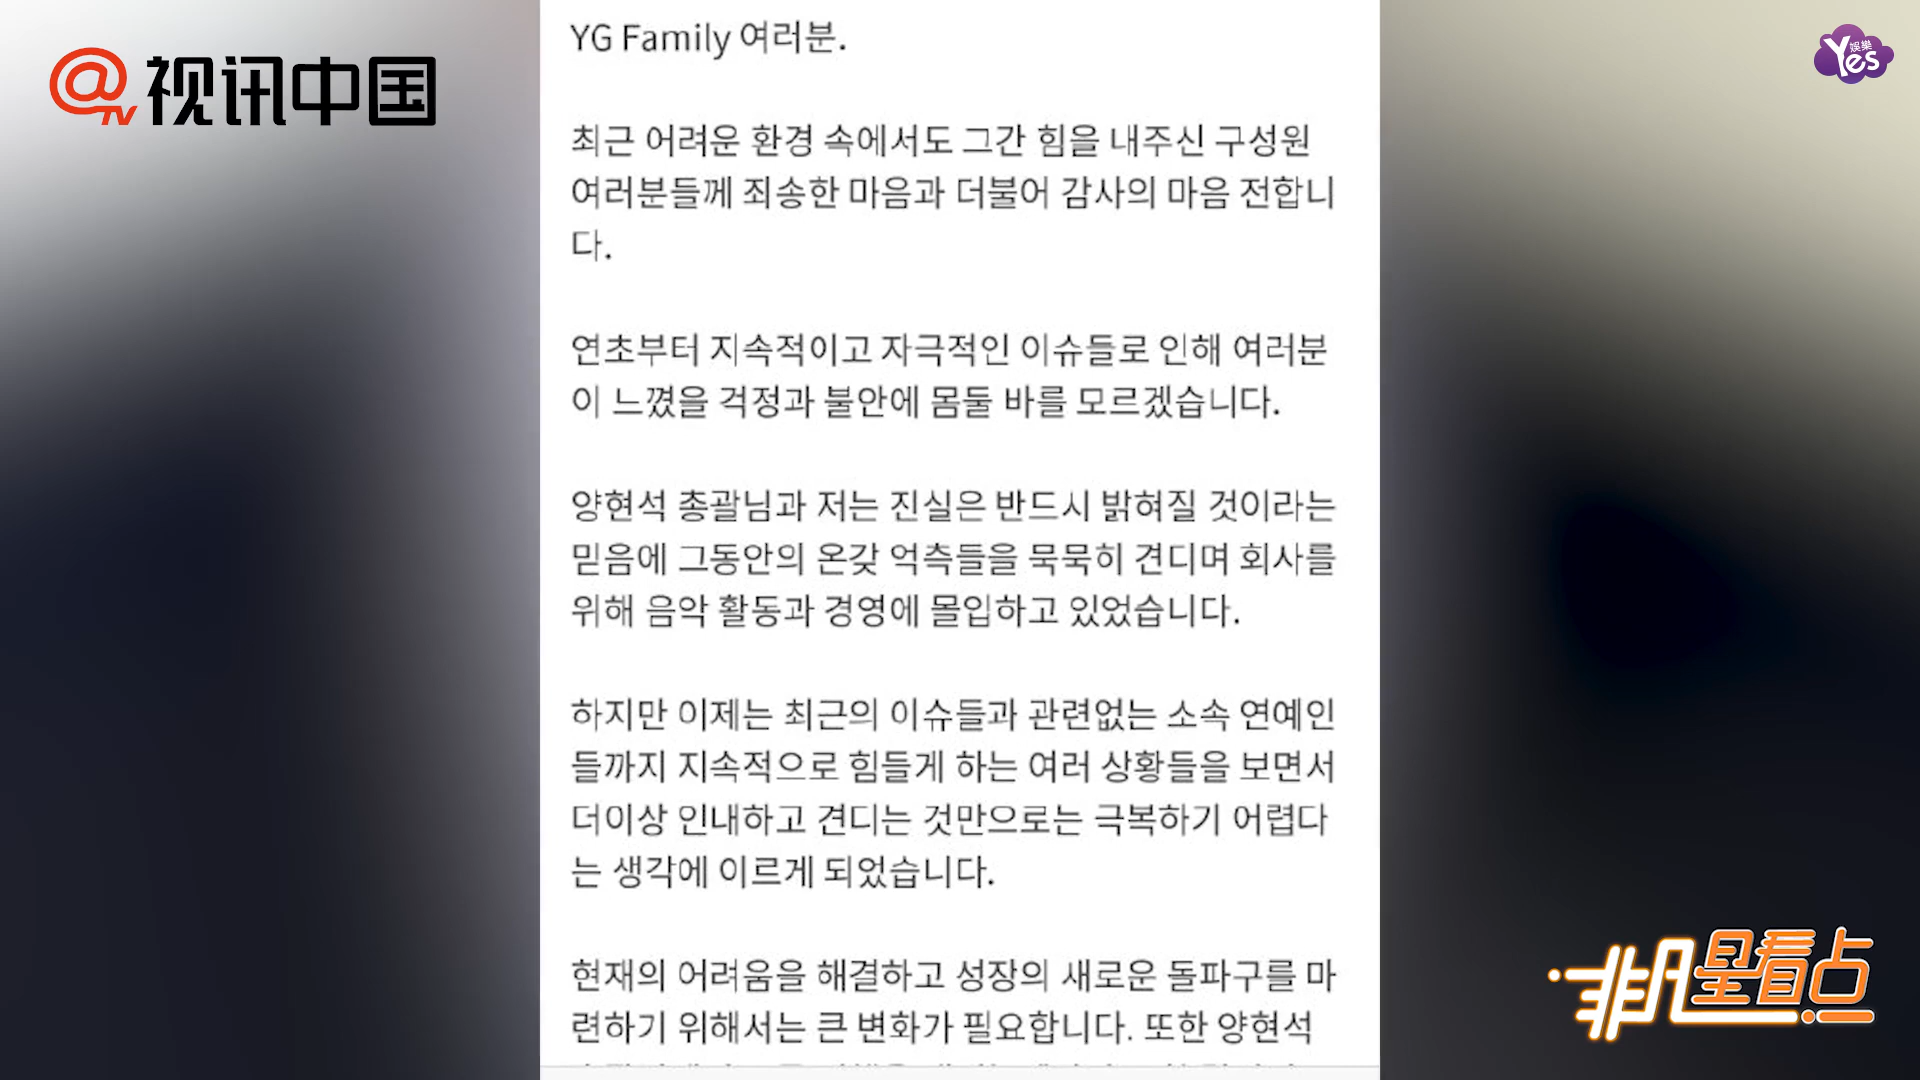 @TV 视讯中国
Yes 娱樂
YG Family 여러분.
최근 어려운 환경 속에서도 그간 힘을 내주신 구성원
여러분들께 죄송한 마음과 더불어 감사의 마음 전합니
다.
연초부터 지속적이고 자극적인 이슈들로 인해 여러분
이 느꼈을 걱정과 불안에 몸둘 바를 모르겠습니다.
양현석 총괄님과 저는 진실은 반드시 밝혀질 것이라는
믿음에 그동안의 온갖 억측들을 묵묵히 견디며 회사를
위해 음악 활동과 경영에 몰입하고 있었습니다.
하지만 이제는 최근의 이슈들과 관련없는 소속 연예인
들까지 지속적으로 힘들게 하는 여러 상황들을 보면서
더이상 인내하고 견디는 것만으로는 극복하기 어렵다
는 생각에 이르게 되었습니다.
현재의 어려움을 해결하고 성장의 새로운 돌파구를 마
련하기 위해서는 큰 변화가 필요합니다. 또한 양현석
非凡星看点